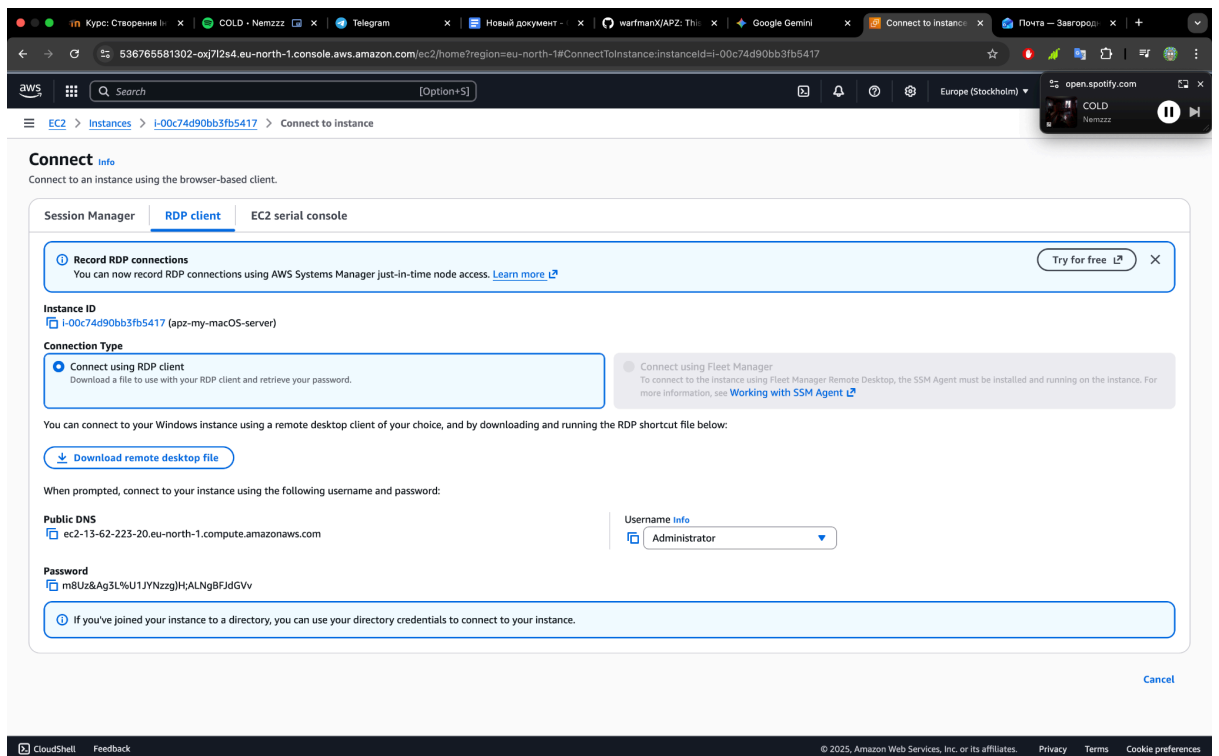 Курс: Створення Ін
COLD • Nemzzz
Telegram
Новый документ -
warfmanX/APZ: This
Google Gemini
Connect to instance
Почта — Завгород
536765581302-oxj7l2s4.eu-north-1.console.aws.amazon.com/ec2/home?region=eu-north-1#ConnectToInstance:instanceId=i-00c74d90bb3fb5417
aws
Search
[Option+S]
Europe (Stockholm)
open.spotify.com
COLD
Nemzzz
EC2 > Instances > i-00c74d90bb3fb5417 > Connect to instance
Connect Info
Connect to an instance using the browser-based client.
Session Manager
RDP client
EC2 serial console
Record RDP connections
You can now record RDP connections using AWS Systems Manager just-in-time node access. Learn more
Try for free
Instance ID
i-00c74d90bb3fb5417 (apz-my-macOS-server)
Connection Type
Connect using RDP client
Download a file to use with your RDP client and retrieve your password.
Connect using Fleet Manager
To connect to the instance using Fleet Manager Remote Desktop, the SSM Agent must be installed and running on the instance. For
more information, see Working with SSM Agent
You can connect to your Windows instance using a remote desktop client of your choice, and by downloading and running the RDP shortcut file below:
Download remote desktop file
When prompted, connect to your instance using the following username and password:
Public DNS
ec2-13-62-223-20.eu-north-1.compute.amazonaws.com
Username Info
Administrator
Password
m8Uz&Ag3L%U1JYNzzg)H;ALNgBFJdGVv
If you've joined your instance to a directory, you can use your directory credentials to connect to your instance.
Cancel
CloudShell
Feedback
© 2025, Amazon Web Services, Inc. or its affiliates.
Privacy
Terms
Cookie preferences